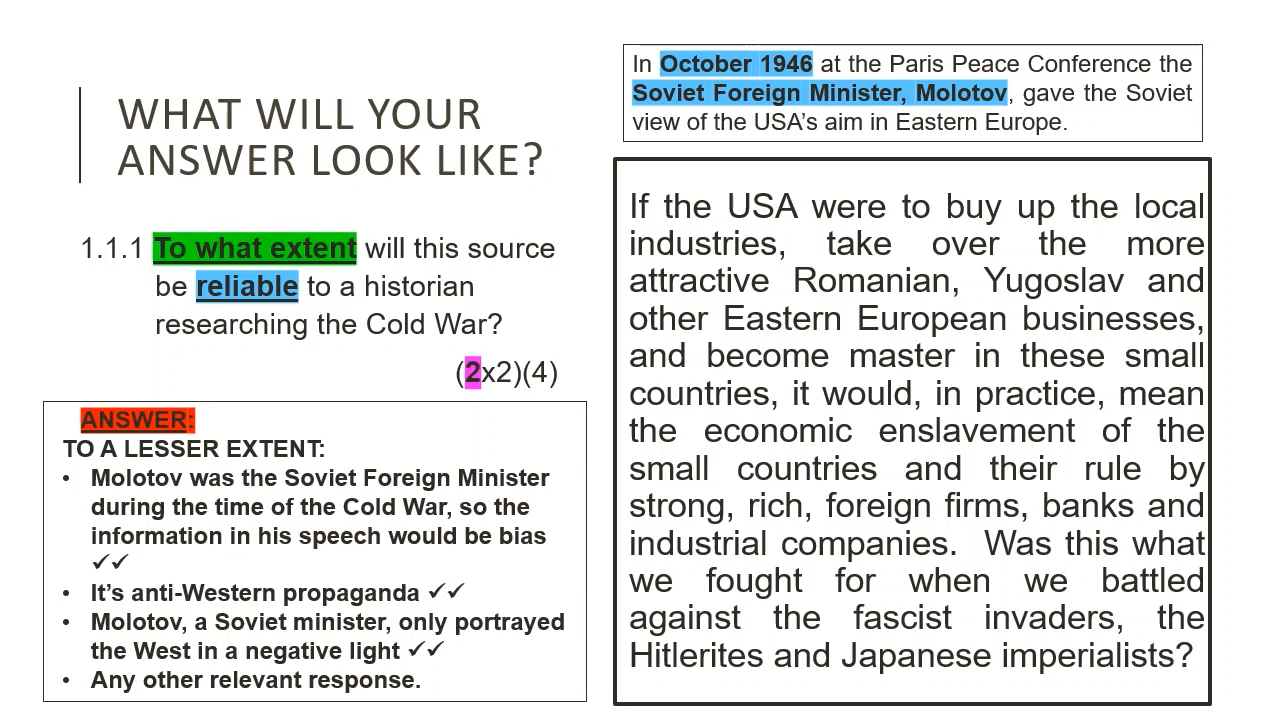 WHAT WILL YOUR
ANSWER LOOK LIKE?
1.1.1 To what extent will this source
be reliable to a historian
researching the Cold War?
(2x2)(4)
ANSWER:
TO A LESSER EXTENT:
• Molotov was the Soviet Foreign Minister
during the time of the Cold War, so the
information in his speech would be bias
✓✓
• It’s anti-Western propaganda ✓✓
• Molotov, a Soviet minister, only portrayed
the West in a negative light ✓✓
• Any other relevant response.
In October 1946 at the Paris Peace Conference the
Soviet Foreign Minister, Molotov, gave the Soviet
view of the USA’s aim in Eastern Europe.
If the USA were to buy up the local
industries, take over the more
attractive Romanian, Yugoslav and
other Eastern European businesses,
and become master in these small
countries, it would, in practice, mean
the economic enslavement of the
small countries and their rule by
strong, rich, foreign firms, banks and
industrial companies. Was this what
we fought for when we battled
against the fascist invaders, the
Hitlerites and Japanese imperialists?